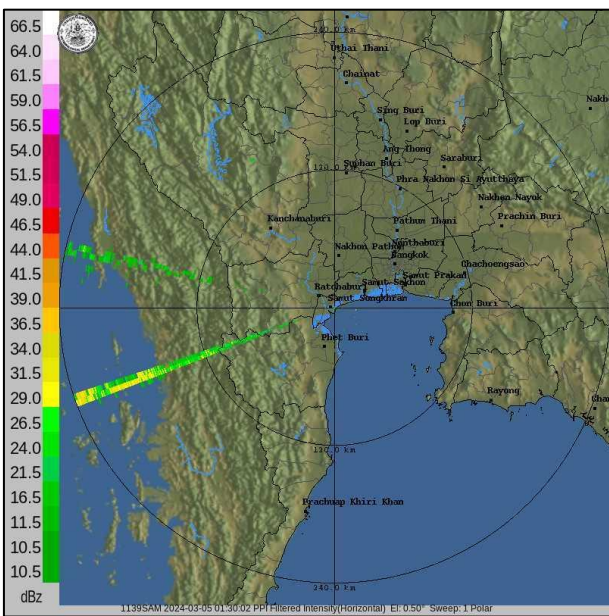 66.5
64.0
61.5
59.0
56.5
54.0
51.5
49.0
46.5
44.0
41.5
39.0
36.5
34.0
31.5
29.0
26.5
24.0
21.5
16.5
11.5
10.5
10.5
dBz
240.0 km
Uthai Thani
Chainat
Sing Buri
Lop Buri
Nakho
Ang Thong
120.0
Suphan Buri
Saraburi
Phra Nakhon Si Ayutthaya
Nakhon Nayok
Prachin Buri
Kanchanaburi
Pathum Thani
Nonthaburi
Nakhon Pathom
Bangkok
Chachoengsao
Samut Prakan
Ratchaburi
Samut Sakhon
Samut Songkhram
Chon Buri
Phet Buri
Rayong
Chan
120.0 km
Prachuap Khiri Khan
240.0 km
1139SAM 2024-03-05 01:30:02 PPI Filtered Intensity(Horizontal) El: 0.50° Sweep: 1 Polar